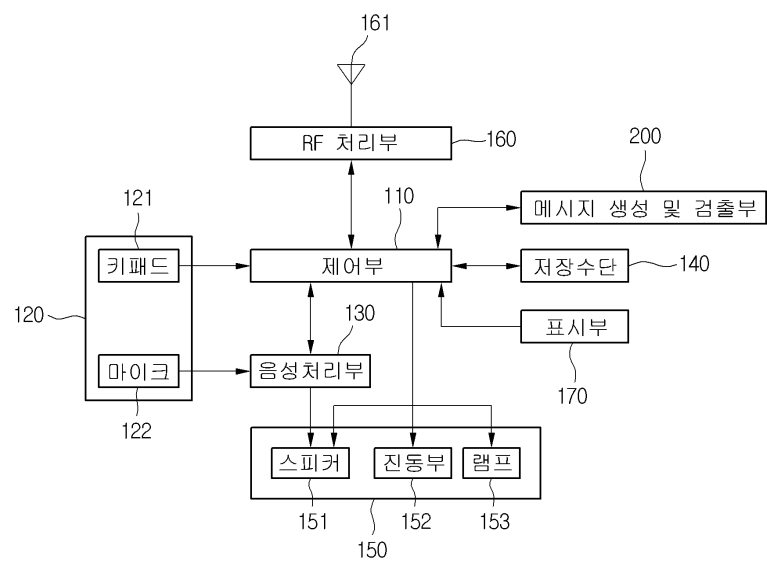 161
RF 처리부
160
200
121
110
메시지 생성 및 검출부
키패드
제어부
저장수단
140
120
130
표시부
마이크
음성처리부
170
122
스피커
진동부
램프
151
152
153
150